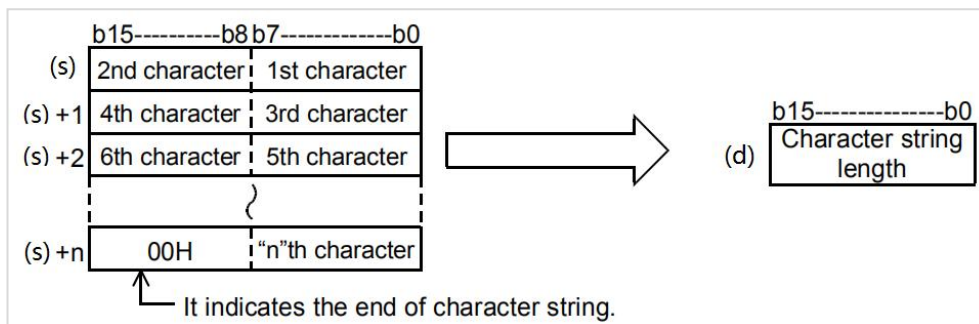 b15----------b8 b7-------------b0
(s) 2nd character 1st character
(s) +1 4th character 3rd character
(s) +2 6th character 5th character
(s) +n 00H "n"th character
It indicates the end of character string.
b15---------------b0
(d) Character string
length